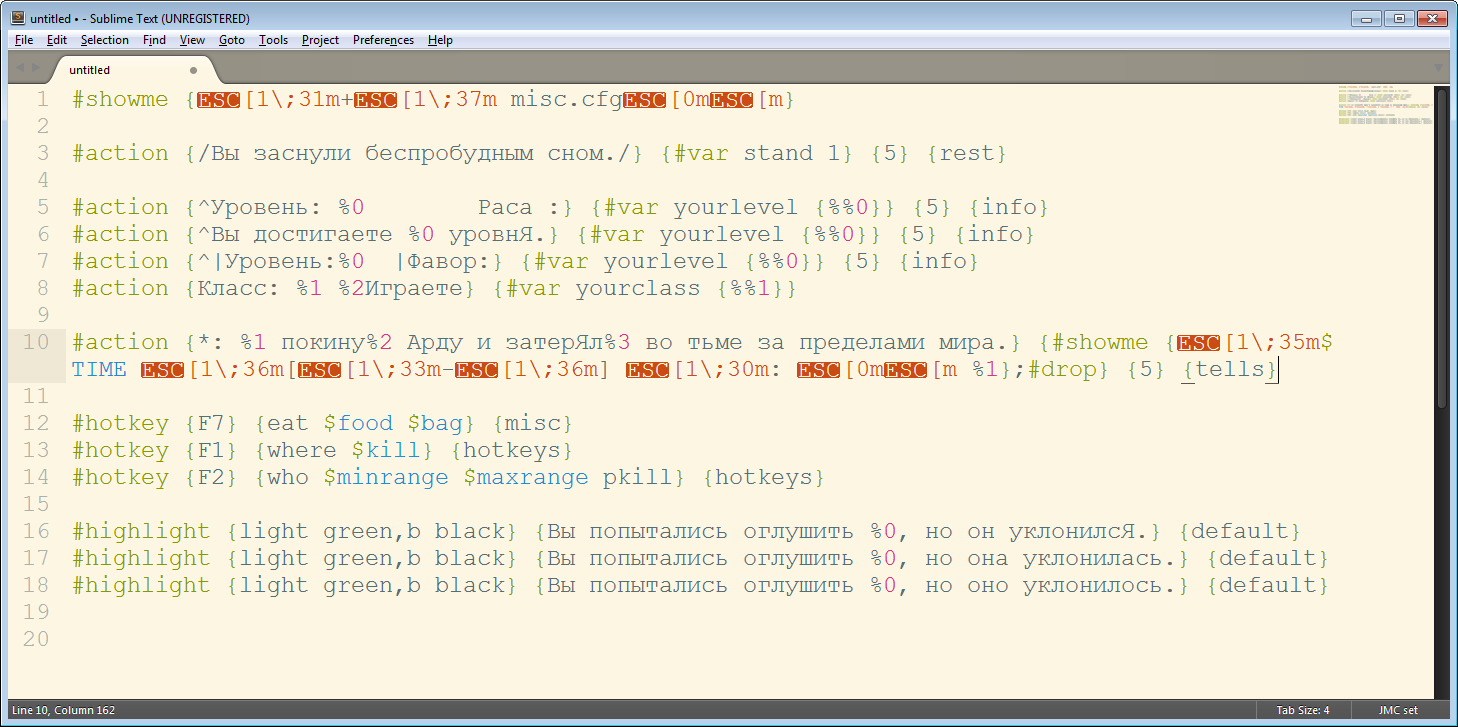 untitled • - Sublime Text (UNREGISTERED)
File Edit Selection Find View Goto Tools Project Preferences Help
untitled
1 #showme {ESC[1\;31m+ESC[1\;37m misc.cfgESC[0mESC[m}
2
3 #action {/Вы заснули беспробудным сном./} {#var stand 1} {5} {rest}
4
5 #action {^Уровень: %0        Раса :} {#var yourlevel {%%0}} {5} {info}
6 #action {^Вы достигаете %0 уровнЯ.} {#var yourlevel {%%0}} {5} {info}
7 #action {^|Уровень:%0  |Фавор:} {#var yourlevel {%%0}} {5} {info}
8 #action {Класс: %1 %2Играете} {#var yourclass {%%1}}
9
10 #action {*: %1 покину%2 Арду и затерЯл%3 во тьме за пределами мира.} {#showme {ESC[1\;35m$
TIME ESC[1\;36m[ESC[1\;33m-ESC[1\;36m] ESC[1\;30m: ESC[0mESC[m %1};#drop} {5} {tells}
11
12 #hotkey {F7} {eat $food $bag} {misc}
13 #hotkey {F1} {where $kill} {hotkeys}
14 #hotkey {F2} {who $minrange $maxrange pkill} {hotkeys}
15
16 #highlight {light green,b black} {Вы попытались оглушить %0, но он уклонилсЯ.} {default}
17 #highlight {light green,b black} {Вы попытались оглушить %0, но она уклонилась.} {default}
18 #highlight {light green,b black} {Вы попытались оглушить %0, но оно уклонилось.} {default}
19
20
Line 10, Column 162 Tab Size: 4 JMC set